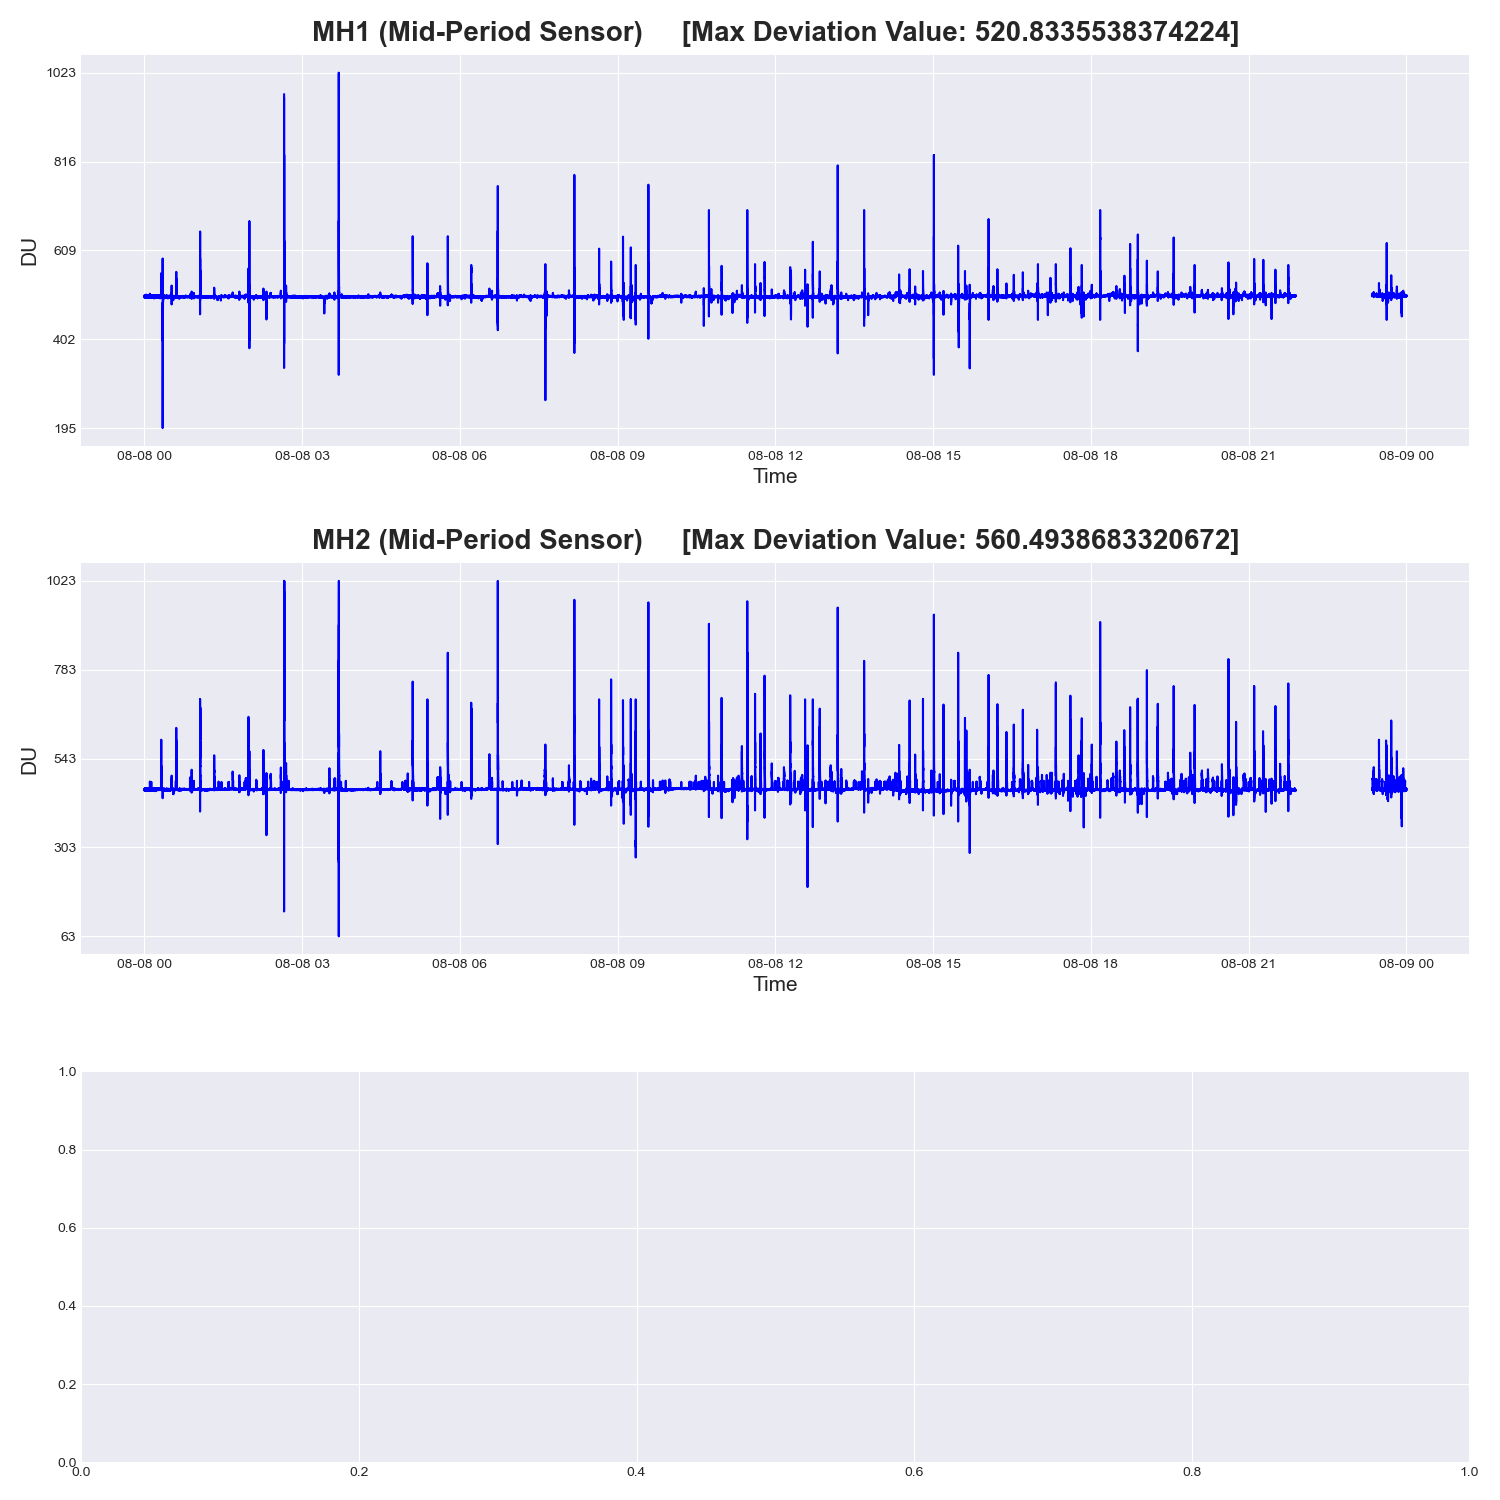 MH1 (Mid-Period Sensor) [Max Deviation Value: 520.8335538374224]
1023
816
609
402
195
DU
08-08 00 08-08 03 08-08 06 08-08 09 08-08 12 08-08 15 08-08 18 08-08 21 08-09 00
Time
MH2 (Mid-Period Sensor) [Max Deviation Value: 560.4938683320672]
1023
783
543
303
63
DU
08-08 00 08-08 03 08-08 06 08-08 09 08-08 12 08-08 15 08-08 18 08-08 21 08-09 00
Time
1.0
0.8
0.6
0.4
0.2
0.0
0.0 0.2 0.4 0.6 0.8 1.0